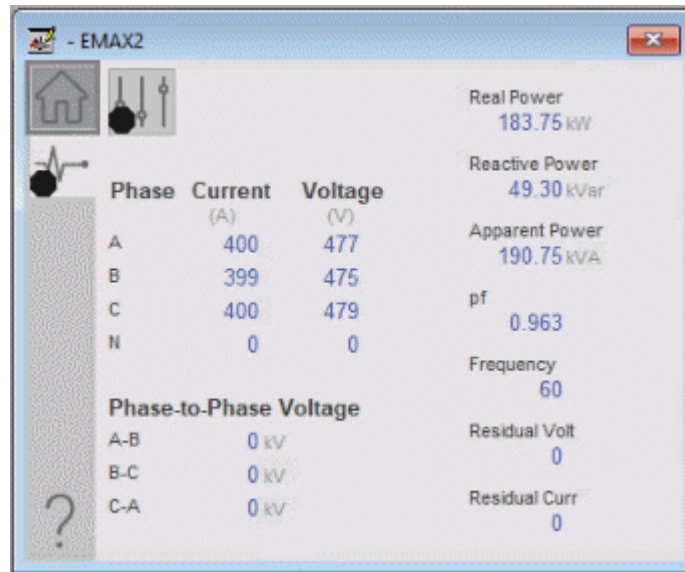 - EMAX2
Phase Current Voltage
(A) (V)
A 400 477
B 399 475
C 400 479
N 0 0
Phase-to-Phase Voltage
A-B 0 kV
B-C 0 kV
C-A 0 kV
?
Real Power
183.75 kW
Reactive Power
49.30 kVar
Apparent Power
190.75 kVA
pf
0.963
Frequency
60
Residual Volt
0
Residual Curr
0